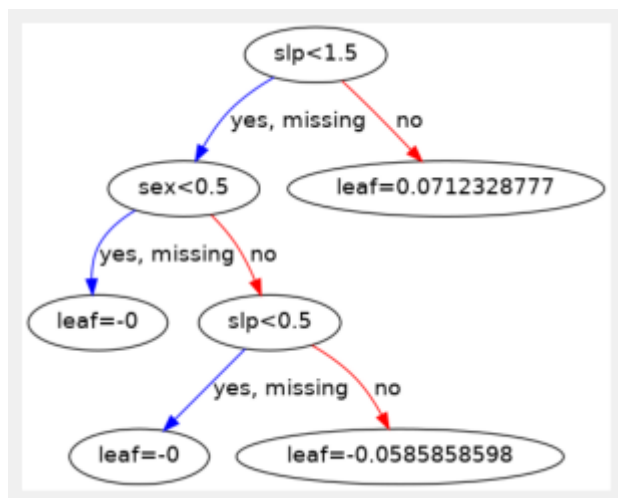 slp<1.5
yes, missing no
sex<0.5 leaf=0.0712328777
yes, missing no
leaf=-0 slp<0.5
yes, missing no
leaf=-0 leaf=-0.0585858598